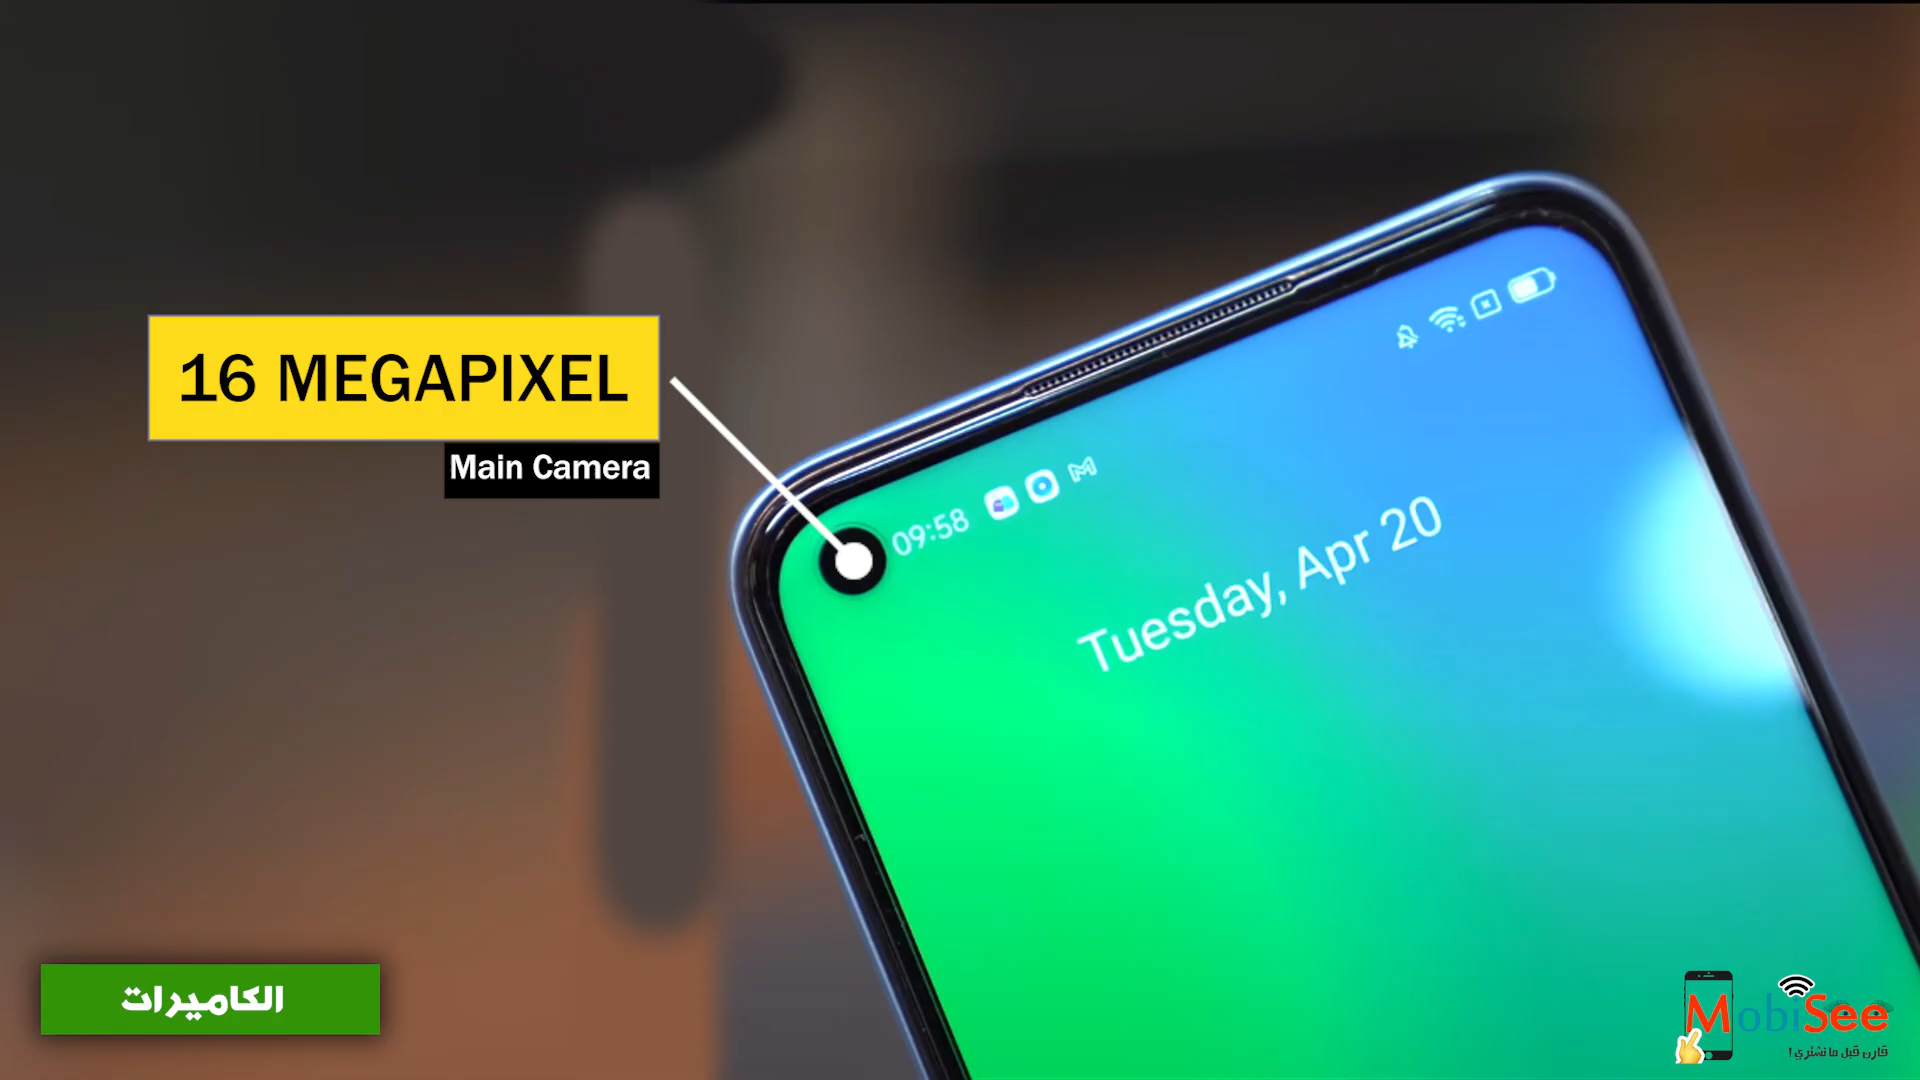 16 MEGAPIXEL
Main Camera
09:58
Tuesday, Apr 20
الكاميرات
MobiSee
قارن قبل ما تشتري !